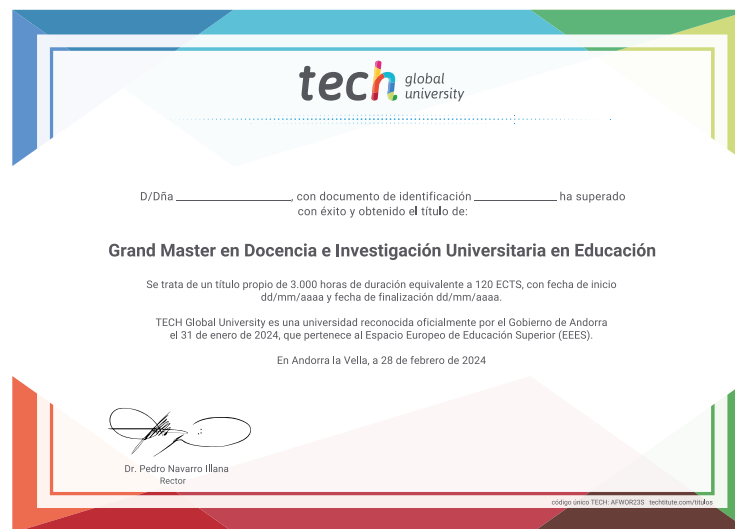 tech global
university
D/Dña ____________, con documento de identificación ____________ ha superado
con éxito y obtenido el título de:
Grand Master en Docencia e Investigación Universitaria en Educación
Se trata de un título propio de 3.000 horas de duración equivalente a 120 ECTS, con fecha de inicio
dd/mm/aaaa y fecha de finalización dd/mm/aaaa.
TECH Global University es una universidad reconocida oficialmente por el Gobierno de Andorra
el 31 de enero de 2024, que pertenece al Espacio Europeo de Educación Superior (EEES).
En Andorra la Vella, a 28 de febrero de 2024
Dr. Pedro Navarro Illana
Rector
código único TECH: AFWOR23S techtitute.com/titulos